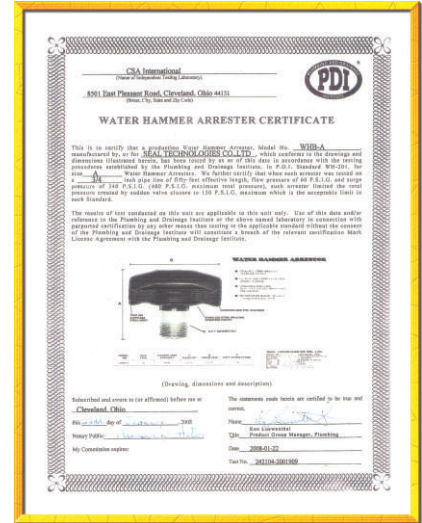 CSA International
(Name of Independent Testing Laboratory)
8501 East Pleasant Road, Cleveland, Ohio 44131
(Street, City, State and Zip Code)
PDI
WATER HAMMER ARRESTER CERTIFICATE
This is to certify that a production Water Hammer Arrester, Model No. WHB-A
manufactured by, or for SEAL TECHNOLOGIES CO.,LTD, which conforms to the drawings and
dimensions illustrated herein, has been tested by us as of this date in accordance with the testing
procedures established by the Plumbing and Drainage Institute, in P.D.I. Standard WH-201, for
size A Water Hammer Arresters. We further certify that when such arrester was tested on
a 3/4 inch pipe line of fifty-feet effective length, flow pressure of 60 P.S.I.G. and surge
pressure of 340 P.S.I.G. (400 P.S.I.G. maximum total pressure), such arrester limited the total
pressure created by sudden valve closure to 150 P.S.I.G. maximum which is the acceptable limit in
such Standard.
The results of test conducted on this unit are applicable to this unit only. Use of this data and/or
reference to the Plumbing and Drainage Institute or the above named laboratory in connection with
purported certification by any other means than testing to the applicable standard without the consent
of the Plumbing and Drainage Institute will constitute a breach of the relevant certification Mark
License Agreement with the Plumbing and Drainage Institute.
WATER HAMMER ARRESTOR
B
A
(Drawing, dimensions and description)
Subscribed and sworn to (or affirmed) before me at
Cleveland, Ohio
this day of 2008
Notary Public:
My Commission expires:
The statements made herein are certified to be true and
correct.
Name
Ken Loewenthal
Title Product Group Manager, Plumbing
Date 2008-01-22
Test No. 242104-2001909